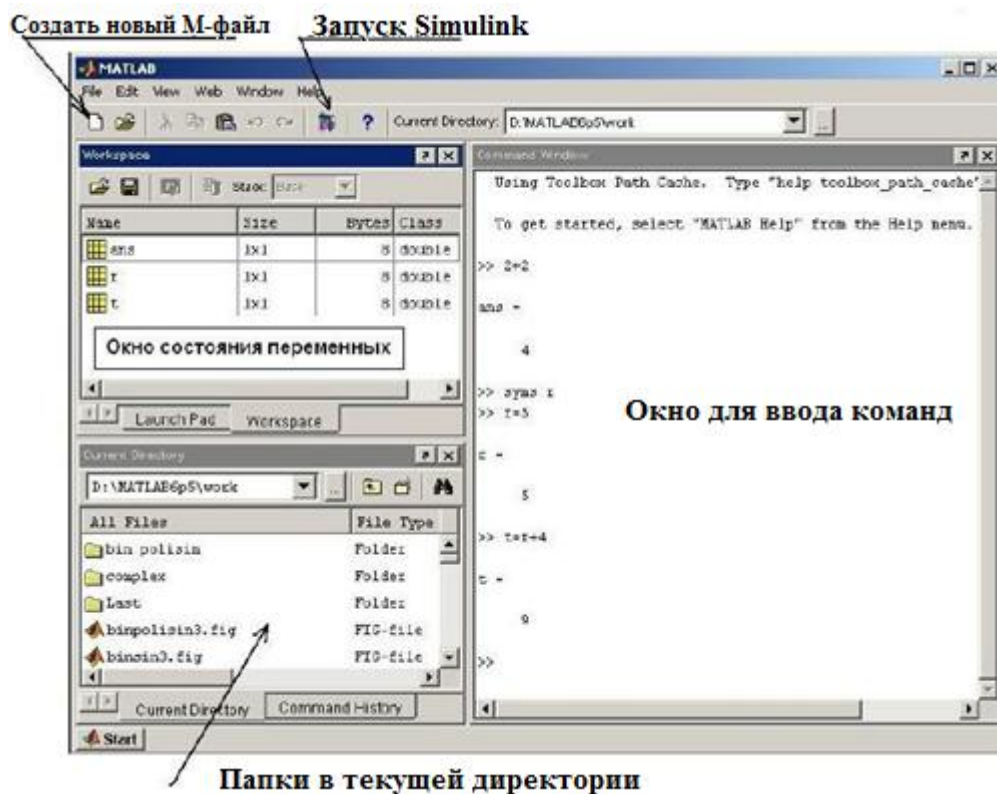 Создать новый М-файл
Запуск Simulink
MATLAB
File Edit View Web Window Help
Current Directory: D:\MATLAB6p5\work
Workspace
Stack: Base
Name Size Bytes Class
ans 1x1 8 double
r 1x1 8 double
t 1x1 8 double
Окно состояния переменных
Launch Pad Workspace
Current Directory
D:\MATLAB6p5\work
All Files File Type
bin polisin Folder
complex Folder
Last Folder
binpolisin3.fig FIG-file
binsin3.fig FIG-file
Current Directory Command History
Command Window
Using Toolbox Path Cache. Type "help toolbox_path_cache"
To get started, select "MATLAB Help" from the Help menu.
>> 2+2
ans =
4
>> syms r
>> r=5
r =
5
>> t=r+4
t =
9
>>
Окно для ввода команд
Start
Папки в текущей директории